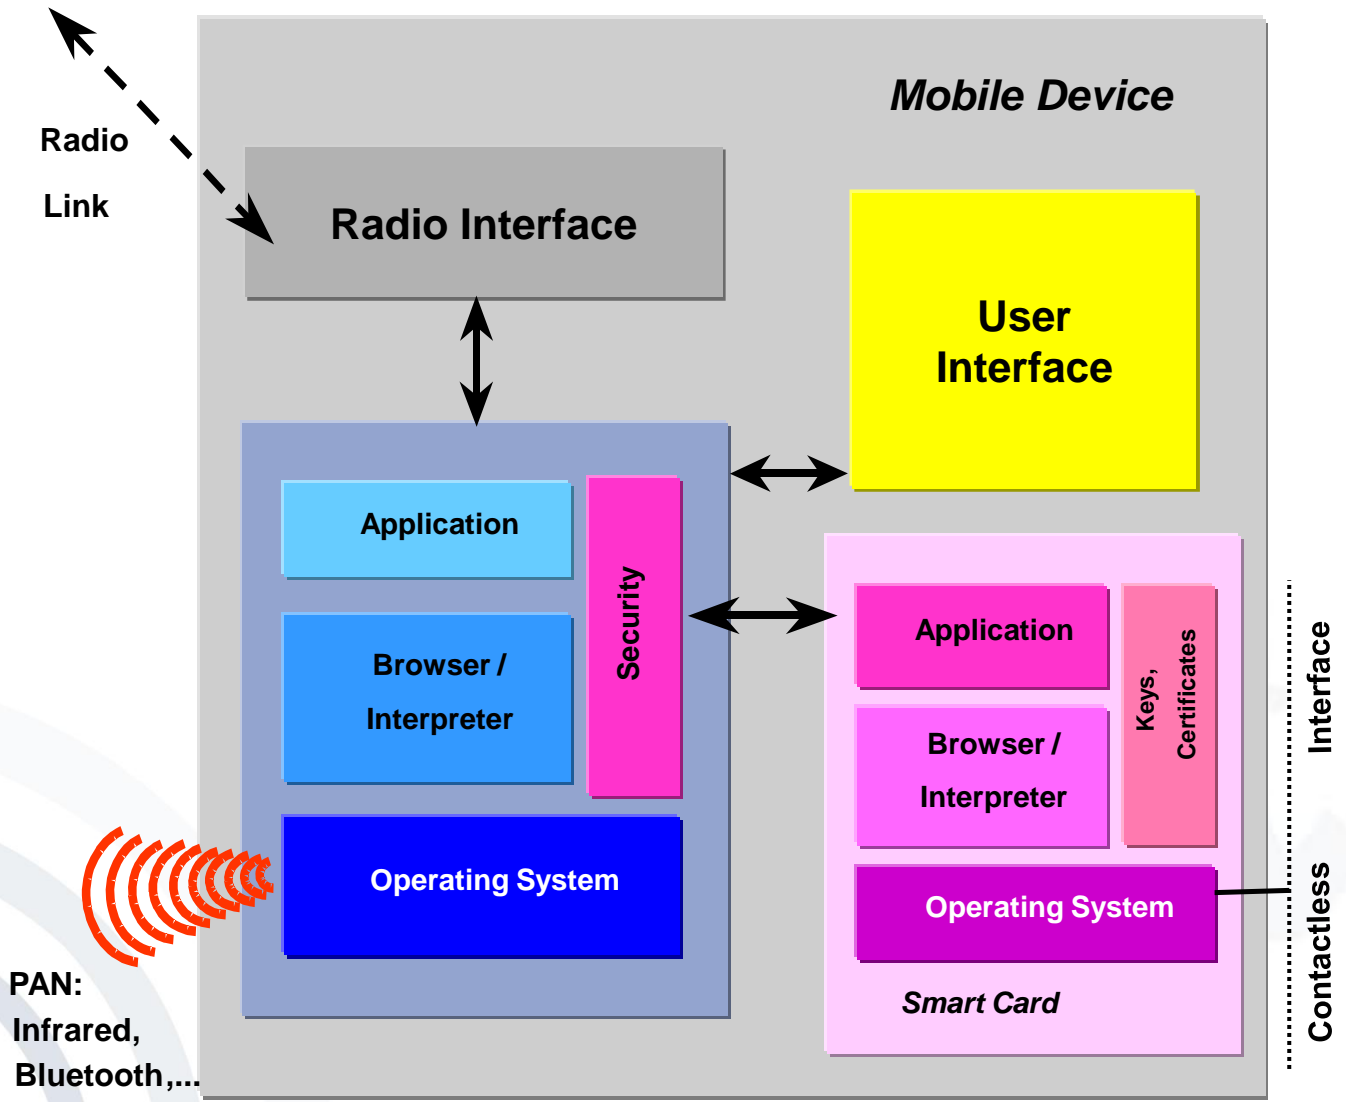 Mobile Device
Radio
Link
Radio Interface
User
Interface
Application
Security
Browser /
Interpreter
Operating System
Application
Keys,
Certificates
Browser /
Interpreter
Operating System
Smart Card
Contactless Interface
PAN:
Infrared,
Bluetooth,...